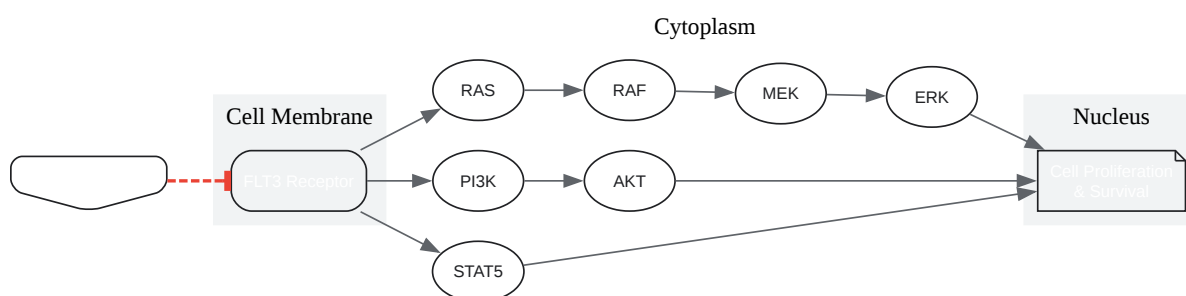 Cytoplasm
Cell Membrane
Nucleus
RAS
RAF
MEK
ERK
FLT3 Receptor
PI3K
AKT
Cell Proliferation
& Survival
STAT5